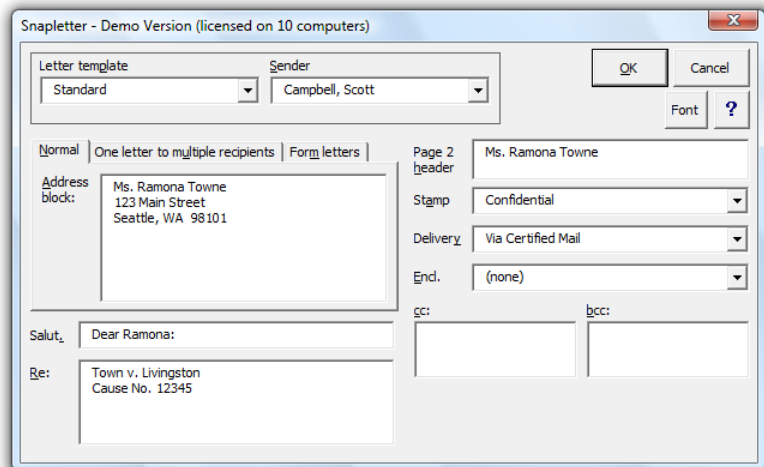 Snapletter - Demo Version (licensed on 10 computers)
Letter template
Sender
Standard
Campbell, Scott
OK
Cancel
Font
?
Normal
One letter to multiple recipients
Form letters
Address
block:
Ms. Ramona Towne
123 Main Street
Seattle, WA 98101
Page 2
header
Ms. Ramona Towne
Stamp
Confidential
Delivery
Via Certified Mail
Encl.
(none)
cc:
bcc:
Salut.
Dear Ramona:
Re:
Town v. Livingston
Cause No. 12345